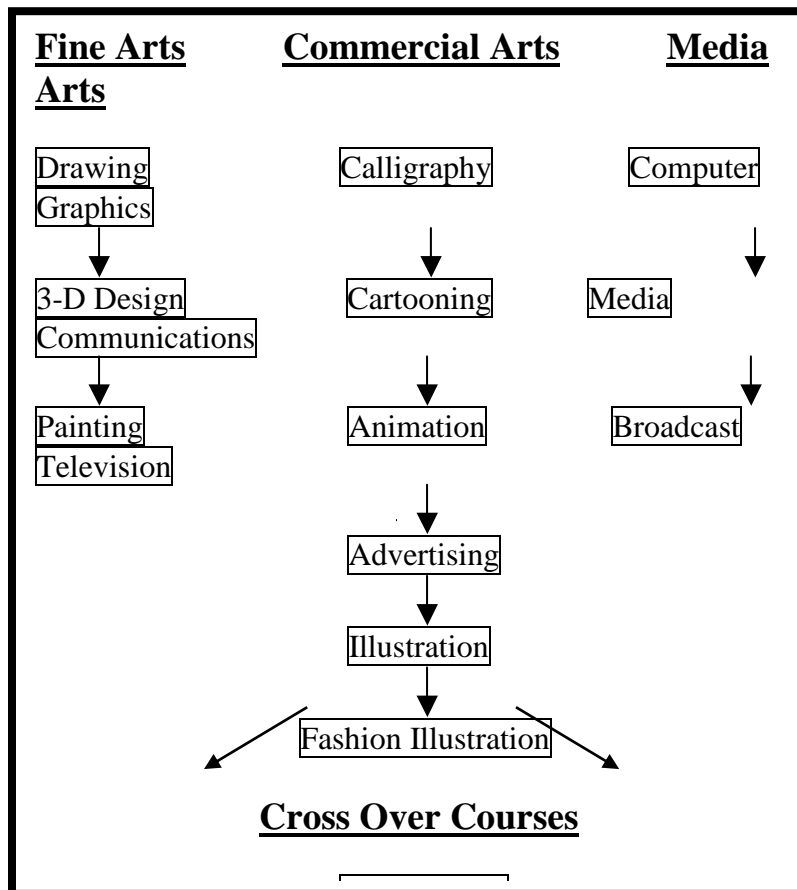 Fine Arts Commercial Arts Media
Arts
Drawing Calligraphy Computer
Graphics
3-D Design Cartooning Media
Communications
Painting Animation Broadcast
Television
Advertising
Illustration
Fashion Illustration
Cross Over Courses